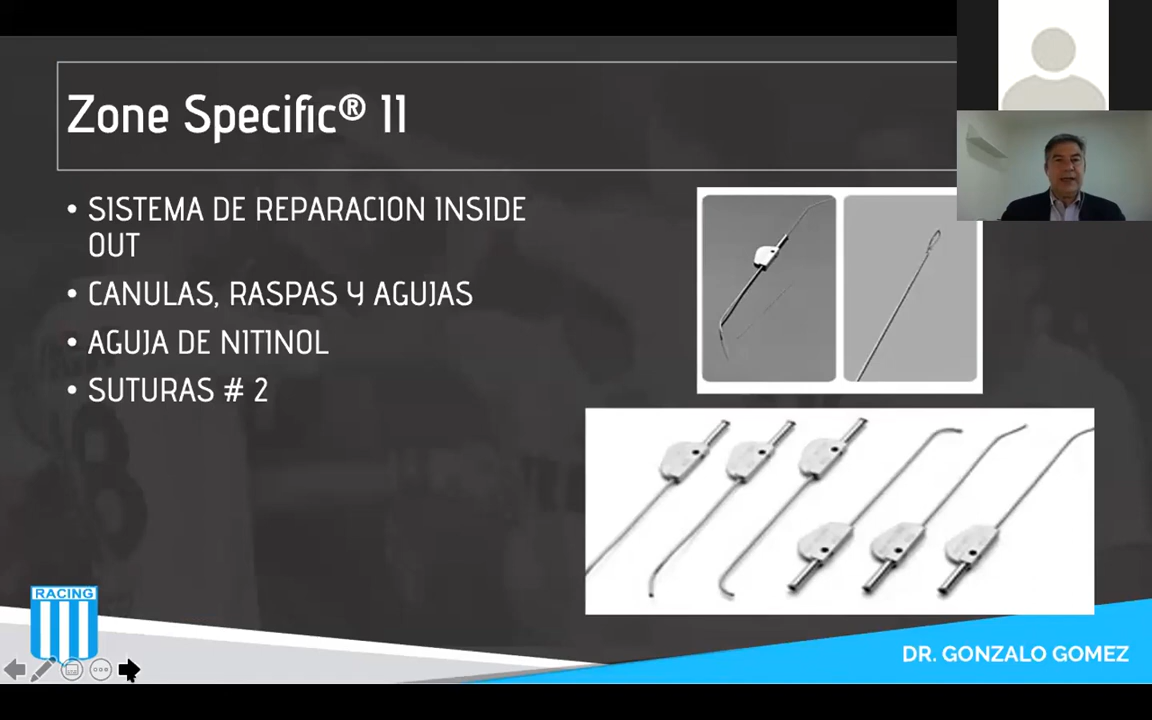 Zone Specific® II
• SISTEMA DE REPARACION INSIDE
OUT
• CANULAS, RASPAS Y AGUJAS
• AGUJA DE NITINOL
• SUTURAS # 2
RACING
DR. GONZALO GOMEZ